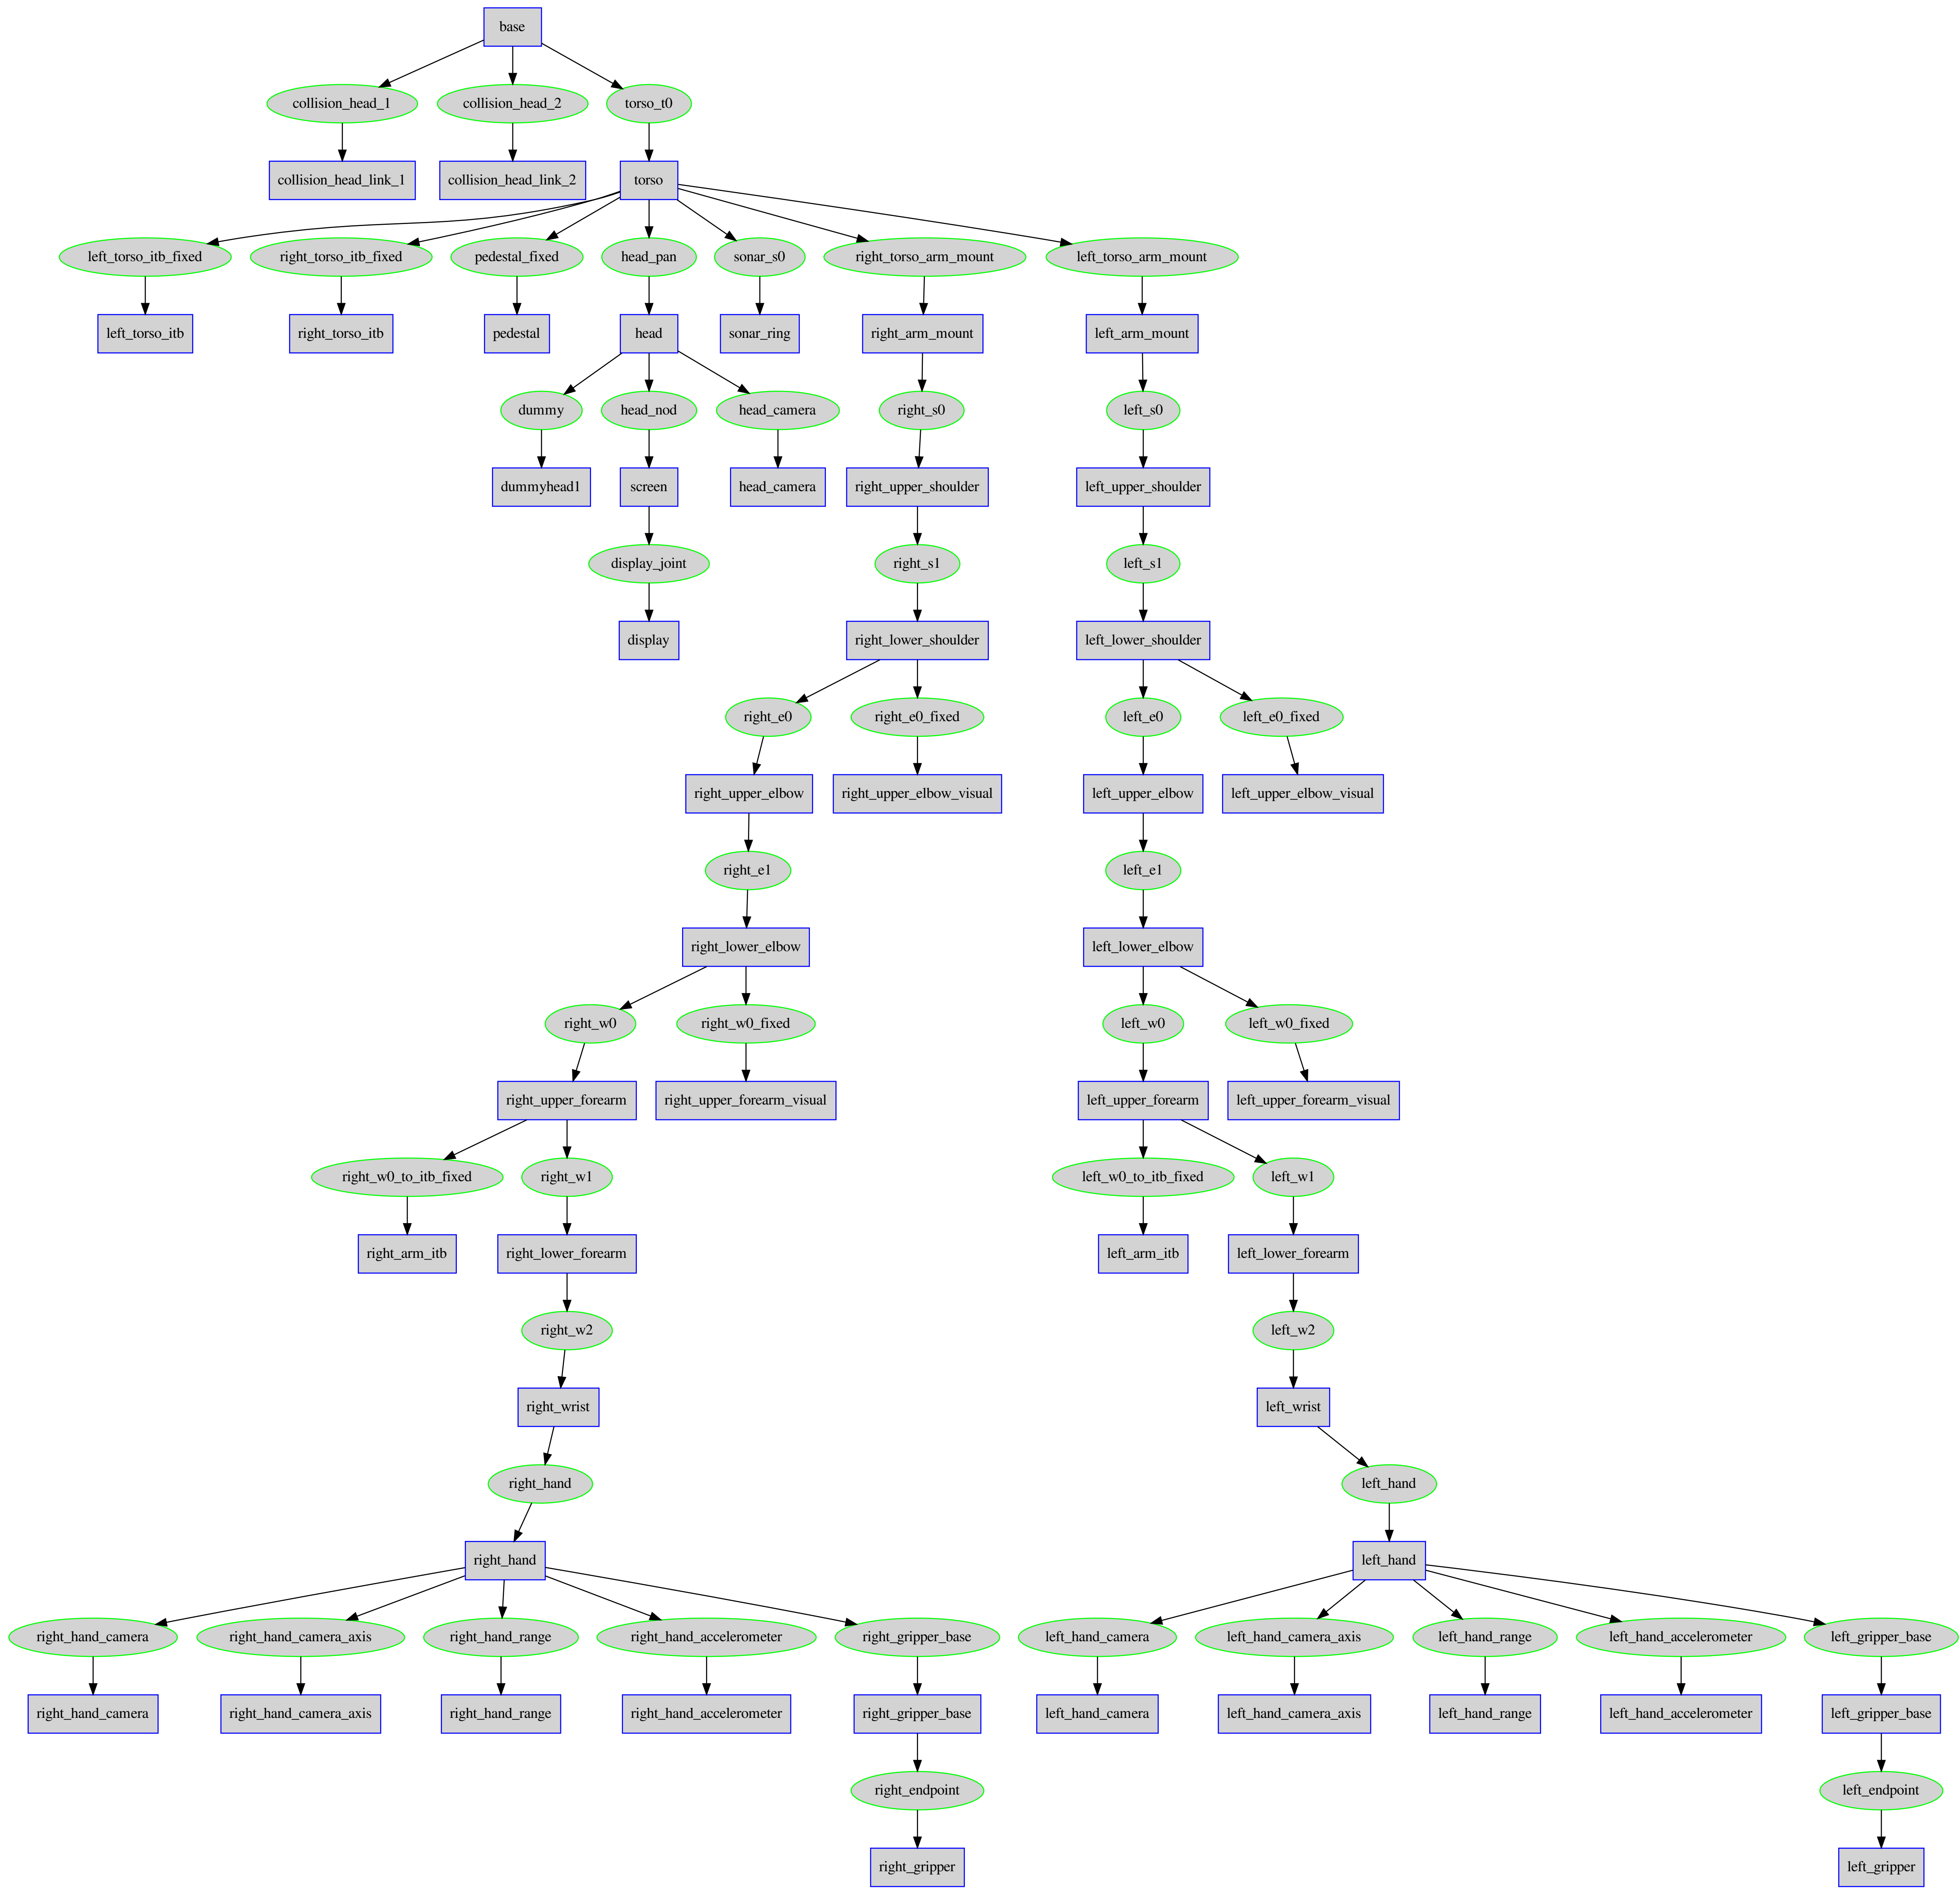 base
collision_head_1
collision_head_2
torso_t0
collision_head_link_1
collision_head_link_2
torso
left_torso_itb_fixed
right_torso_itb_fixed
pedestal_fixed
head_pan
sonar_s0
right_torso_arm_mount
left_torso_arm_mount
left_torso_itb
right_torso_itb
pedestal
head
sonar_ring
right_arm_mount
left_arm_mount
dummy
head_nod
head_camera
right_s0
left_s0
dummyhead1
screen
head_camera
right_upper_shoulder
left_upper_shoulder
display_joint
right_s1
left_s1
display
right_lower_shoulder
left_lower_shoulder
right_e0
right_e0_fixed
left_e0
left_e0_fixed
right_upper_elbow
right_upper_elbow_visual
left_upper_elbow
left_upper_elbow_visual
right_e1
left_e1
right_lower_elbow
left_lower_elbow
right_w0
right_w0_fixed
left_w0
left_w0_fixed
right_upper_forearm
right_upper_forearm_visual
left_upper_forearm
left_upper_forearm_visual
right_w0_to_itb_fixed
right_w1
left_w0_to_itb_fixed
left_w1
right_arm_itb
right_lower_forearm
left_arm_itb
left_lower_forearm
right_w2
left_w2
right_wrist
left_wrist
right_hand
left_hand
right_hand
left_hand
right_hand_camera
right_hand_camera_axis
right_hand_range
right_hand_accelerometer
right_gripper_base
left_hand_camera
left_hand_camera_axis
left_hand_range
left_hand_accelerometer
left_gripper_base
right_hand_camera
right_hand_camera_axis
right_hand_range
right_hand_accelerometer
right_gripper_base
left_hand_camera
left_hand_camera_axis
left_hand_range
left_hand_accelerometer
left_gripper_base
right_endpoint
left_endpoint
right_gripper
left_gripper